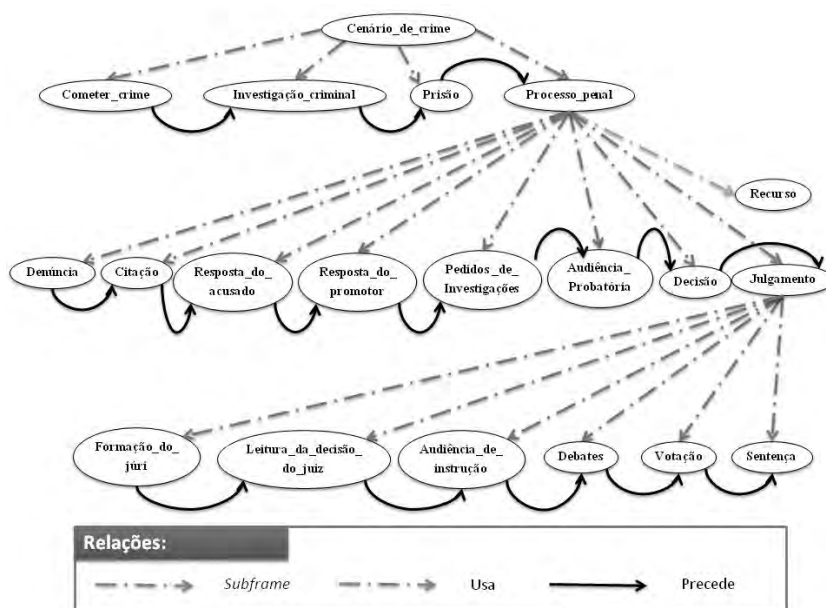 Cenário_de_crime
Cometer_crime
Investigação_criminal
Prisão
Processo_penal
Recurso
Denúncia
Citação
Resposta_do_
acusado
Resposta_do_
promotor
Pedidos_de_
Investigações
Audiência_
Probatória
Decisão
Julgamento
Formação_do_
júri
Leitura_da_decisão_
do_juiz
Audiência_de_
instrução
Debates
Votação
Sentença
Relações:
Subframe
Usa
Precede